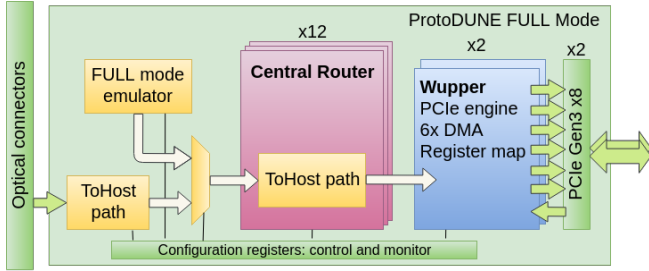 ProtoDUNE FULL Mode
x12
x2
x2
Optical connectors
FULL mode
emulator
Central Router
Wupper
PCIe engine
6x DMA
Register map
PCIe Gen3 x8
ToHost path
ToHost
path
Configuration registers: control and monitor